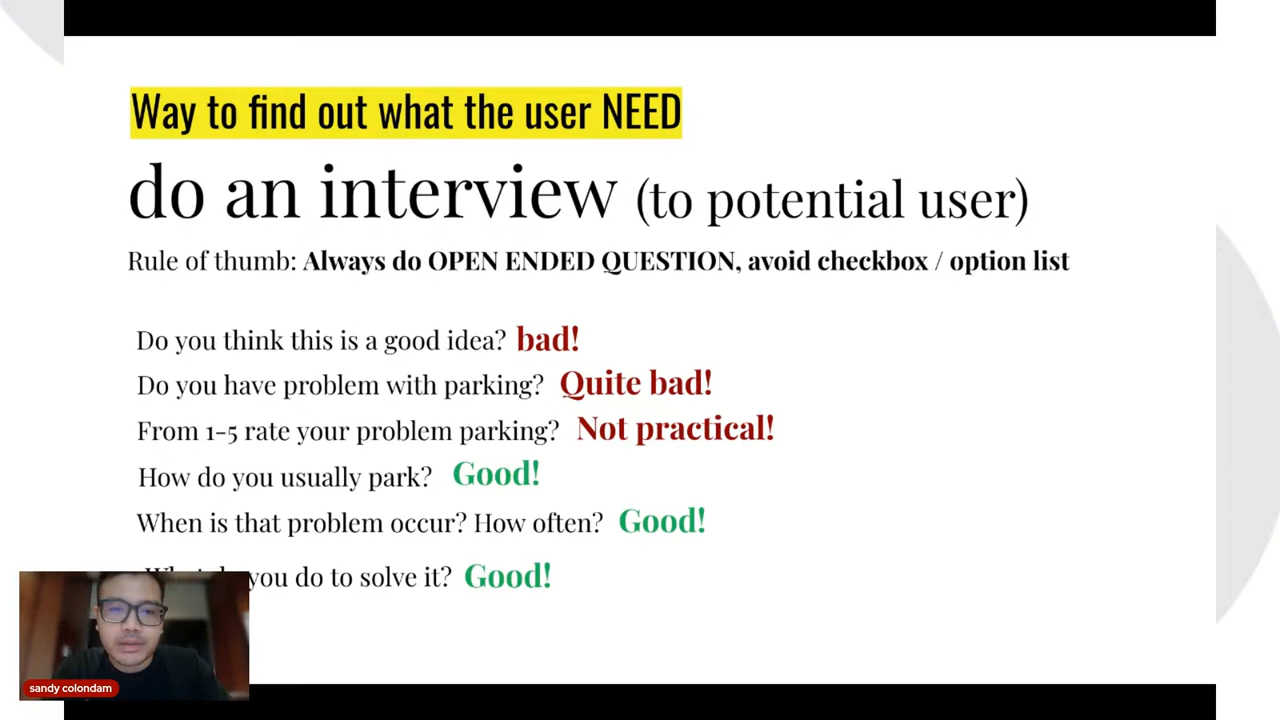 Way to find out what the user NEED
do an interview (to potential user)
Rule of thumb: Always do OPEN ENDED QUESTION, avoid checkbox / option list
Do you think this is a good idea? bad!
Do you have problem with parking? Quite bad!
From 1-5 rate your problem parking? Not practical!
How do you usually park? Good!
When is that problem occur? How often? Good!
you do to solve it? Good!
sandy colondam